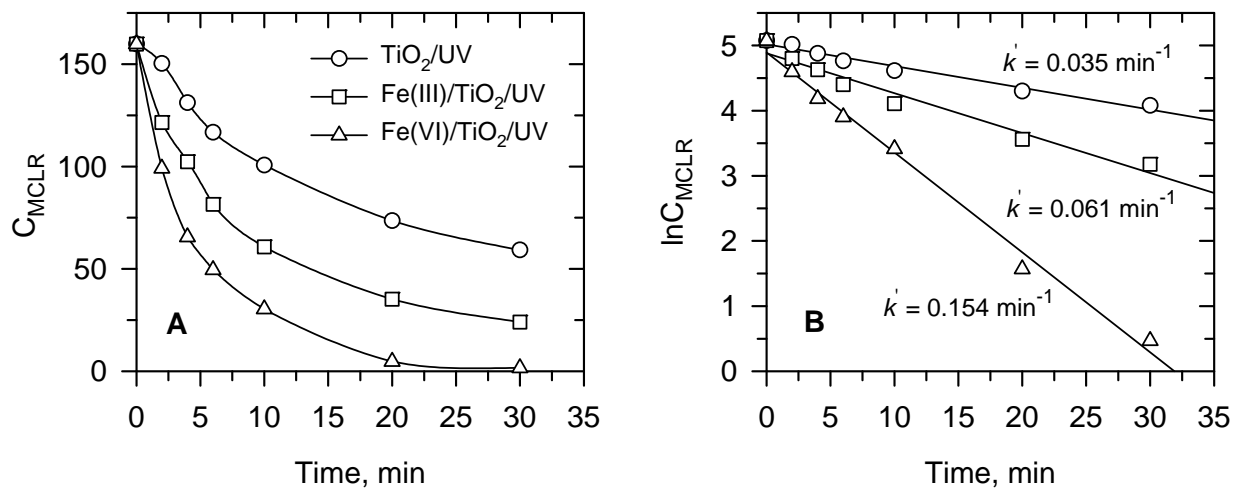 150
100
50
0
C_MCLR
TiO₂/UV
Fe(III)/TiO₂/UV
Fe(VI)/TiO₂/UV
A
0 5 10 15 20 25 30 35
Time, min
5
4
3
2
1
0
lnC_MCLR
k' = 0.035 min⁻¹
k' = 0.061 min⁻¹
k' = 0.154 min⁻¹
B
0 5 10 15 20 25 30 35
Time, min